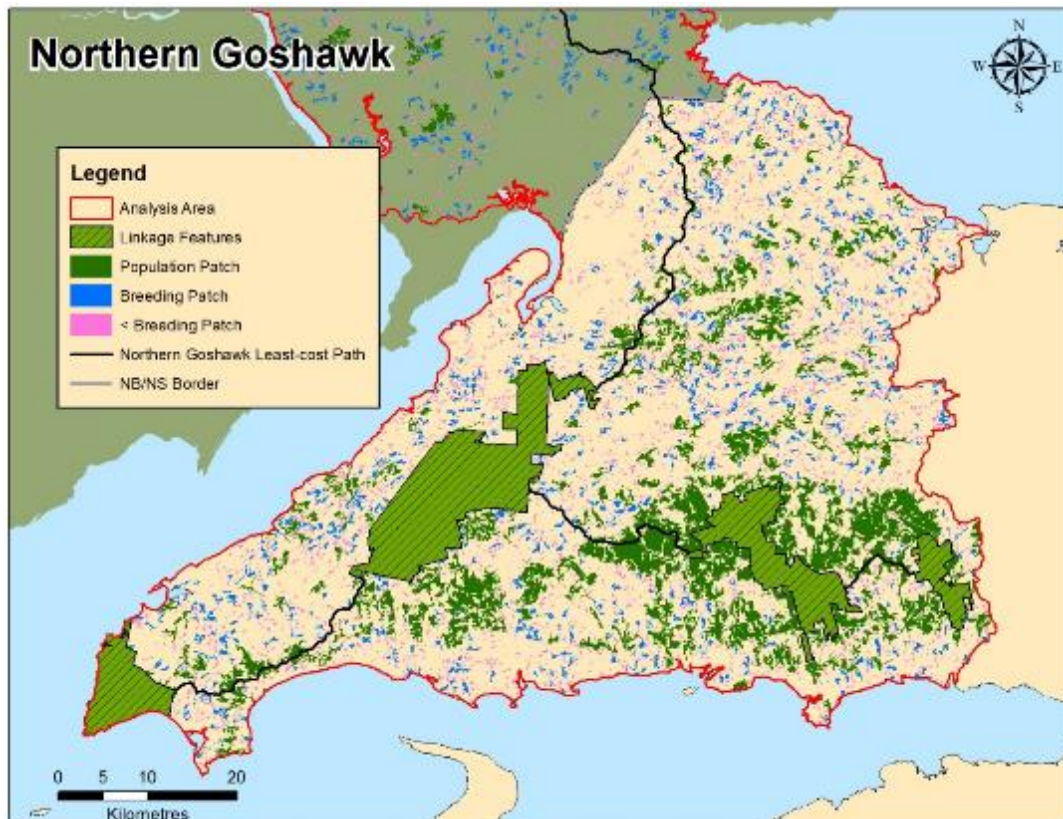 Northern Goshawk
N
W E
S
Legend
Analysis Area
Linkage Features
Population Patch
Breeding Patch
< Breeding Patch
Northern Goshawk Least-cost Path
NB/NS Border
0 5 10 20
Kilometres